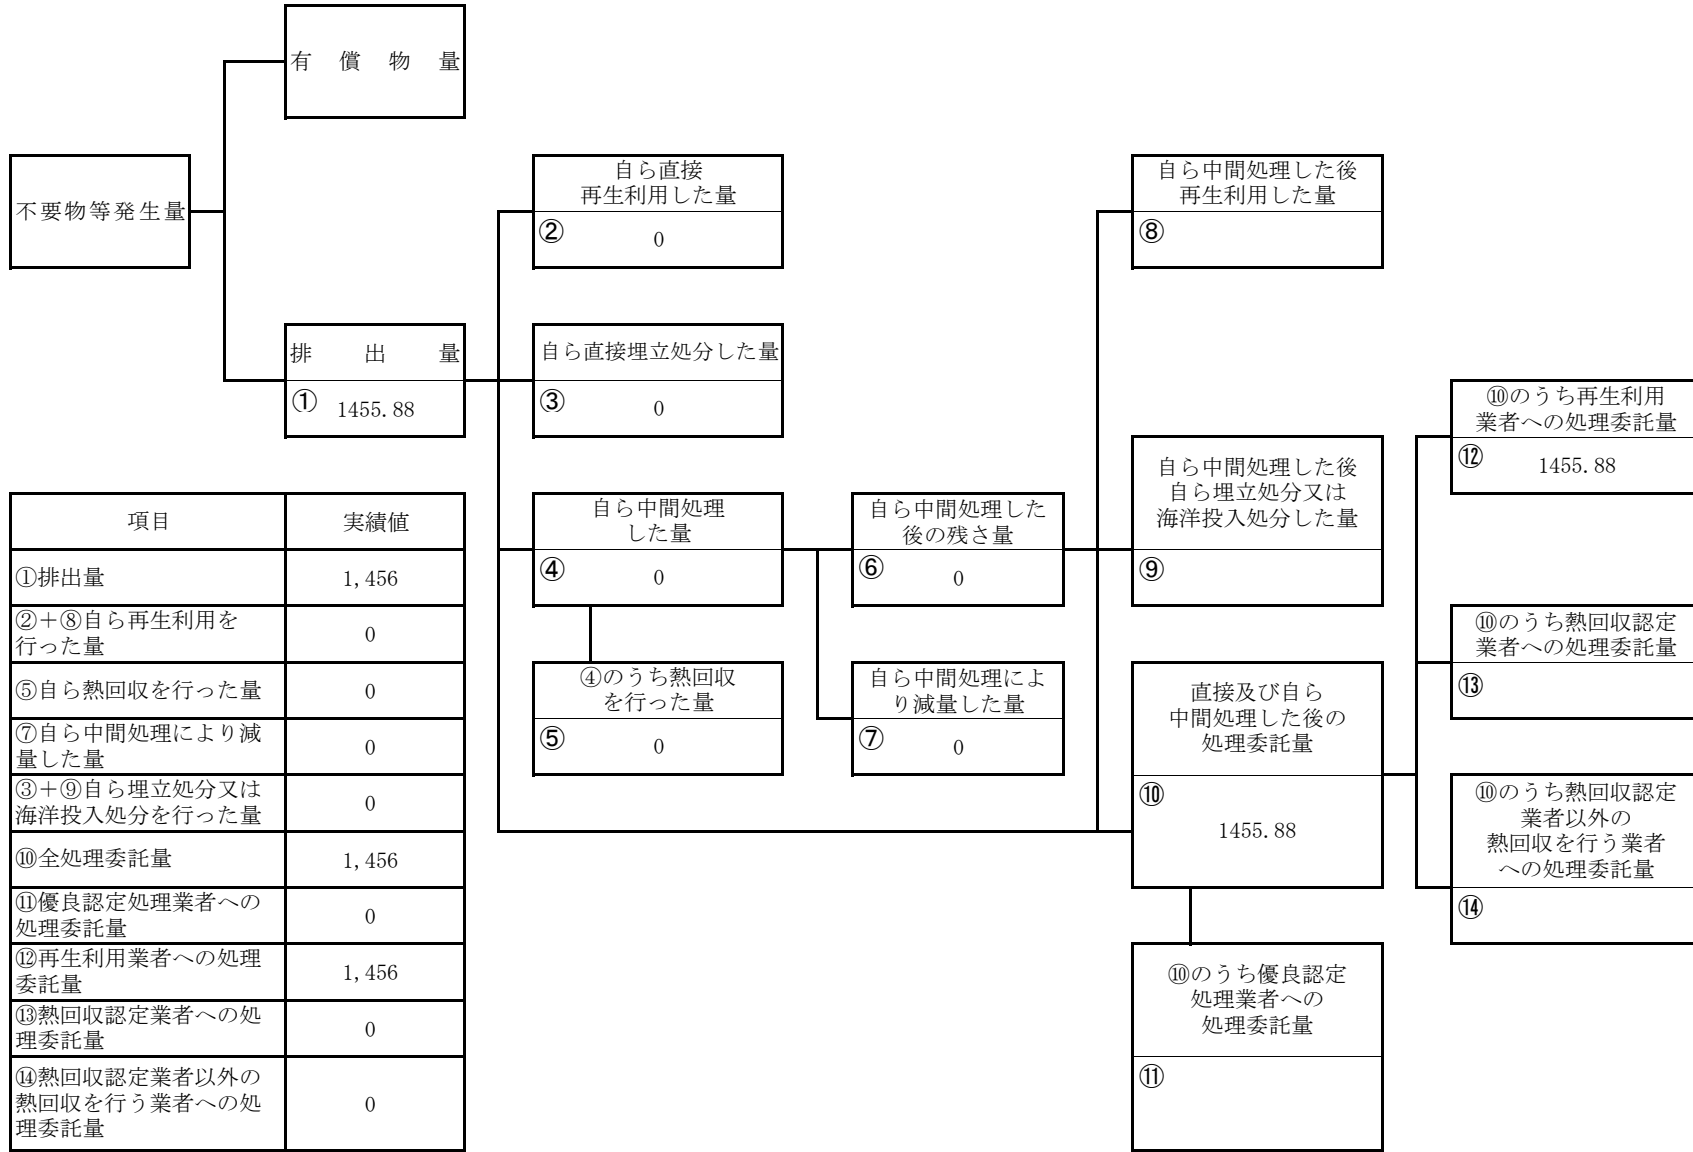 有償物量
不要物等発生量
排出量
① 1455.88
自ら直接
再生利用した量
② 0
自ら直接埋立処分した量
③ 0
自ら中間処理
した量
④ 0
④のうち熱回収
を行った量
⑤ 0
自ら中間処理した
後の残さ量
⑥ 0
自ら中間処理によ
り減量した量
⑦ 0
自ら中間処理した後
再生利用した量
⑧
自ら中間処理した後
自ら埋立処分又は
海洋投入処分した量
⑨
直接及び自ら
中間処理した後の
処理委託量
⑩
1455.88
⑩のうち優良認定
処理業者への
処理委託量
⑪
⑩のうち再生利用
業者への処理委託量
⑫ 1455.88
⑩のうち熱回収認定
業者への処理委託量
⑬
⑩のうち熱回収認定
業者以外の
熱回収を行う業者
への処理委託量
⑭
項目 実績値
①排出量 1,456
②＋⑧自ら再生利用を
行った量 0
⑤自ら熱回収を行った量 0
⑦自ら中間処理により減
量した量 0
③＋⑨自ら埋立処分又は
海洋投入処分を行った量 0
⑩全処理委託量 1,456
⑪優良認定処理業者への
処理委託量 0
⑫再生利用業者への処理
委託量 1,456
⑬熱回収認定業者への処
理委託量 0
⑭熱回収認定業者以外の
熱回収を行う業者への処
理委託量 0